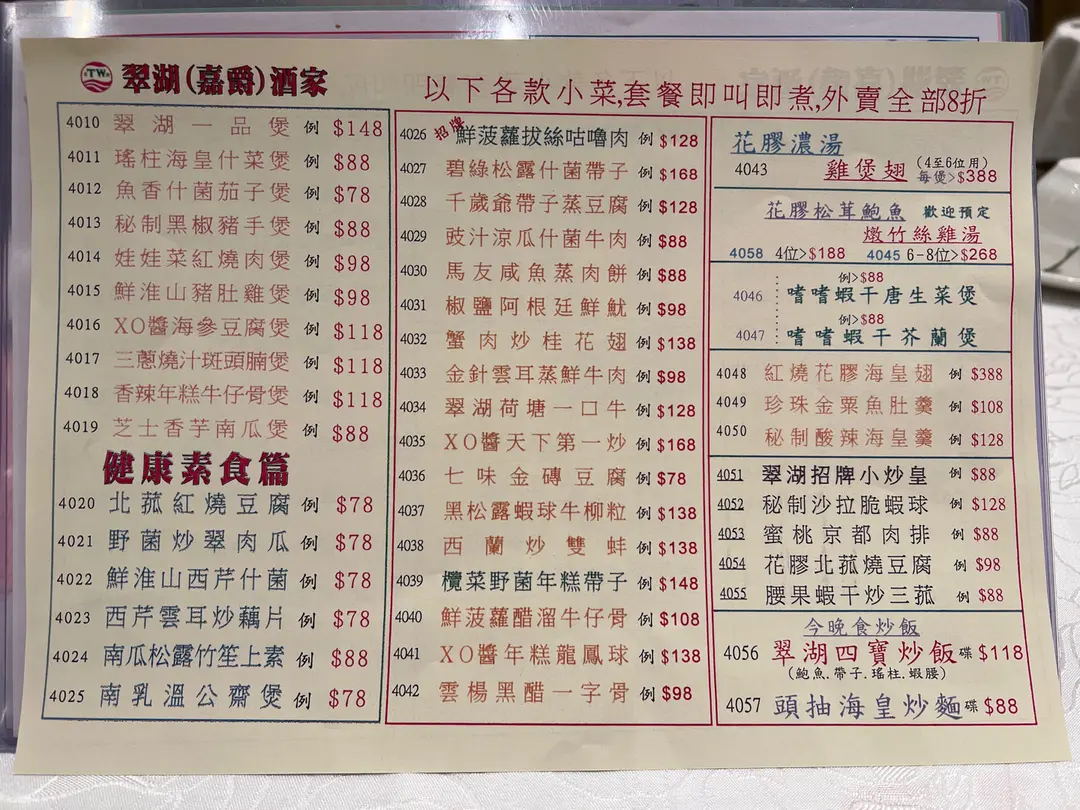 TW 翠湖(嘉爵)酒家
以下各款小菜,套餐即叫即煮,外賣全部8折
4010 翠湖一品煲 例 $148
4011 瑤柱海皇什菜煲 例 $88
4012 魚香什菌茄子煲 例 $78
4013 秘制黑椒豬手煲 例 $88
4014 娃娃菜紅燒肉煲 例 $98
4015 鮮淮山豬肚雞煲 例 $98
4016 XO醬海參豆腐煲 例 $118
4017 三蔥燒汁斑頭腩煲 例 $118
4018 香辣年糕牛仔骨煲 例 $118
4019 芝士香芋南瓜煲 例 $88
健康素食篇
4020 北菰紅燒豆腐 例 $78
4021 野菌炒翠肉瓜 例 $78
4022 鮮淮山西芹什菌 例 $78
4023 西芹雲耳炒藕片 例 $78
4024 南瓜松露竹笙上素 例 $88
4025 南乳溫公齋煲 例 $78
4026 招牌 鮮菠蘿拔絲咕嚕肉 例 $128
4027 碧綠松露什菌帶子 例 $168
4028 千歲爺帶子蒸豆腐 例 $128
4029 豉汁涼瓜什菌牛肉 例 $88
4030 馬友咸魚蒸肉餅 例 $88
4031 椒鹽阿根廷鮮魷 例 $98
4032 蟹肉炒桂花翅 例 $138
4033 金針雲耳蒸鮮牛肉 例 $98
4034 翠湖荷塘一口牛 例 $128
4035 XO醬天下第一炒 例 $168
4036 七味金磚豆腐 例 $78
4037 黑松露蝦球牛柳粒 例 $138
4038 西蘭炒雙蚌 例 $138
4039 欖菜野菌年糕帶子 例 $148
4040 鮮菠蘿醋溜牛仔骨 例 $108
4041 XO醬年糕龍鳳球 例 $138
4042 雲楊黑醋一字骨 例 $98
花膠濃湯
4043 雞煲翅 (4至6位用) 每煲>$388
花膠松茸鮑魚 歡迎預定
燉竹絲雞湯
4058 4位>$188 4045 6-8位>$268
例>$88
4046 嗜嗜蝦干唐生菜煲
例>$88
4047 嗜嗜蝦干芥蘭煲
4048 紅燒花膠海皇翅 例 $388
4049 珍珠金粟魚肚羹 例 $108
4050 秘制酸辣海皇羹 例 $128
4051 翠湖招牌小炒皇 例 $88
4052 秘制沙拉脆蝦球 例 $128
4053 蜜桃京都肉排 例 $88
4054 花膠北菰燒豆腐 例 $98
4055 腰果蝦干炒三菰 例 $88
今晚食炒飯
4056 翠湖四寶炒飯 碟 $118
(鮑魚.帶子.瑤柱.蝦腰)
4057 頭抽海皇炒麵 碟 $88